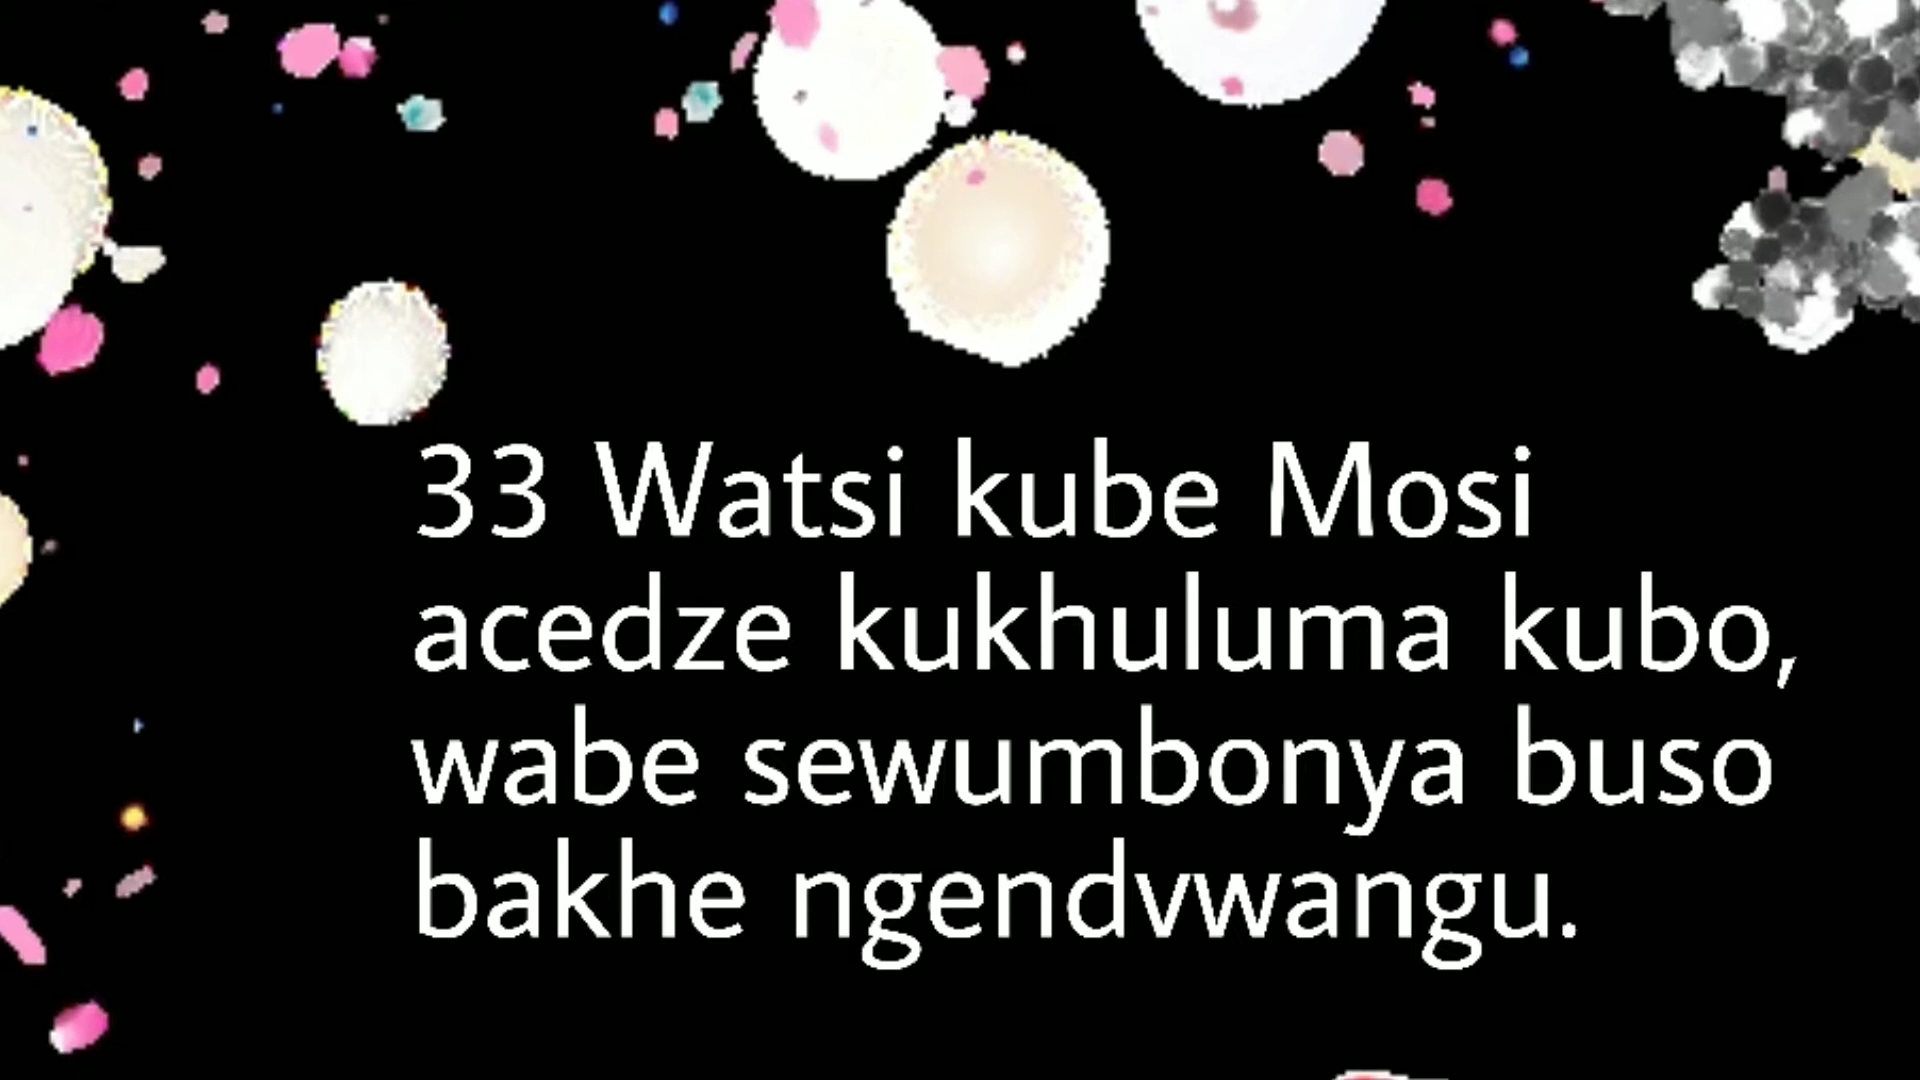 33 Watsi kube Mosi
acedze kukhuluma kubo,
wabe sewumbonya buso
bakhe ngendvwangu.